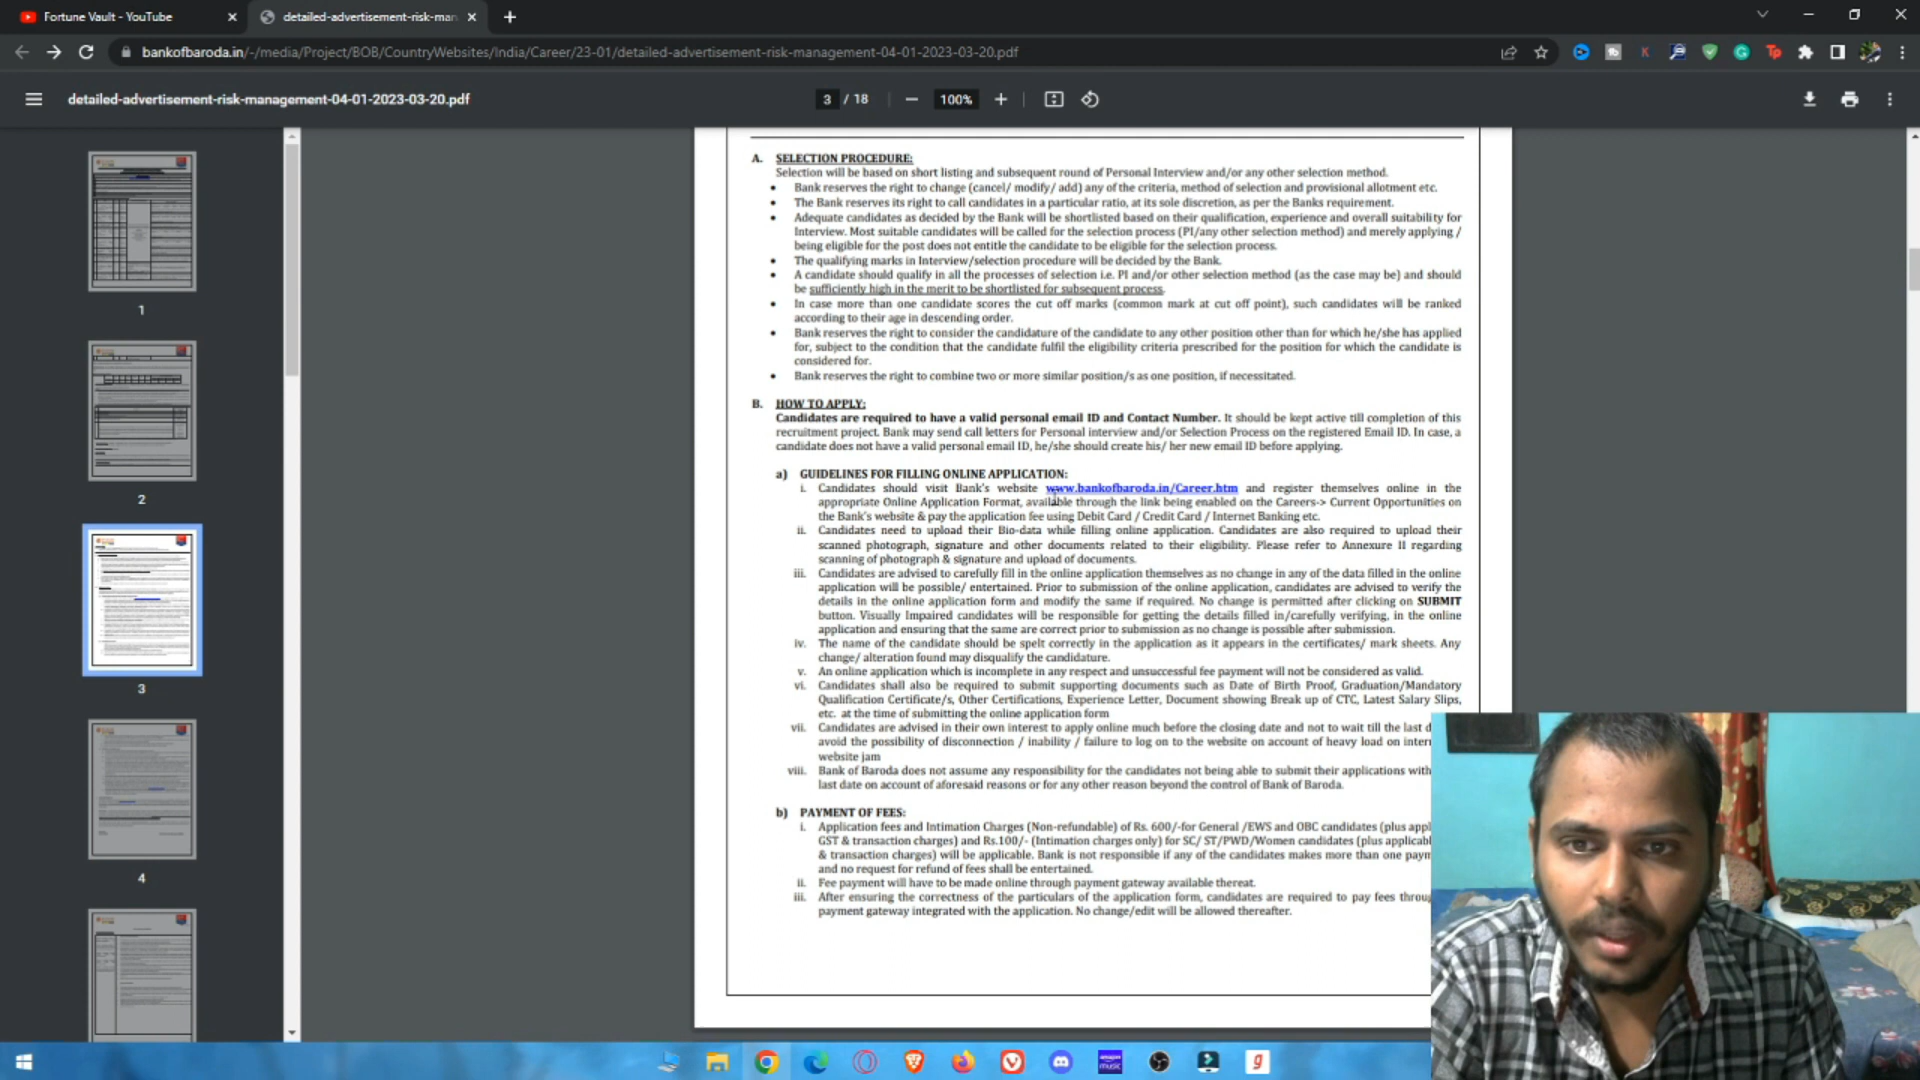 Fortune Vault - YouTube
detailed-advertisement-risk-man
bankofbaroda.in/-/media/Project/BOB/CountryWebsites/India/Career/23-01/detailed-advertisement-risk-management-04-01-2023-03-20.pdf
detailed-advertisement-risk-management-04-01-2023-03-20.pdf
3 / 18
100%
A. SELECTION PROCEDURE:
Selection will be based on short listing and subsequent round of Personal Interview and/or any other selection method.
• Bank reserves the right to change (cancel/ modify/ add) any of the criteria, method of selection and provisional allotment etc.
• The Bank reserves its right to call candidates in a particular ratio, at its sole discretion, as per the Banks requirement.
• Adequate candidates as decided by the Bank will be shortlisted based on their qualification, experience and overall suitability for
Interview. Most suitable candidates will be called for the selection process (PI/any other selection method) and merely applying /
being eligible for the post does not entitle the candidate to be eligible for the selection process.
• The qualifying marks in Interview/selection procedure will be decided by the Bank.
• A candidate should qualify in all the processes of selection i.e. PI and/or other selection method (as the case may be) and should
be sufficiently high in the merit to be shortlisted for subsequent process.
• In case more than one candidate scores the cut off marks (common mark at cut off point), such candidates will be ranked
according to their age in descending order.
• Bank reserves the right to consider the candidature of the candidate to any other position other than for which he/she has applied
for, subject to the condition that the candidate fulfil the eligibility criteria prescribed for the position for which the candidate is
considered for.
• Bank reserves the right to combine two or more similar position/s as one position, if necessitated.
B. HOW TO APPLY:
Candidates are required to have a valid personal email ID and Contact Number. It should be kept active till completion of this
recruitment project. Bank may send call letters for Personal interview and/or Selection Process on the registered Email ID. In case, a
candidate does not have a valid personal email ID, he/she should create his/ her new email ID before applying.
a) GUIDELINES FOR FILLING ONLINE APPLICATION:
i. Candidates should visit Bank's website www.bankofbaroda.in/Career.htm and register themselves online in the
appropriate Online Application Format, available through the link being enabled on the Careers-> Current Opportunities on
the Bank's website & pay the application fee using Debit Card / Credit Card / Internet Banking etc.
ii. Candidates need to upload their Bio-data while filling online application. Candidates are also required to upload their
scanned photograph, signature and other documents related to their eligibility. Please refer to Annexure II regarding
scanning of photograph & signature and upload of documents.
iii. Candidates are advised to carefully fill in the online application themselves as no change in any of the data filled in the online
application will be possible/ entertained. Prior to submission of the online application, candidates are advised to verify the
details in the online application form and modify the same if required. No change is permitted after clicking on SUBMIT
button. Visually Impaired candidates will be responsible for getting the details filled in/carefully verifying, in the online
application and ensuring that the same are correct prior to submission as no change is possible after submission.
iv. The name of the candidate should be spelt correctly in the application as it appears in the certificates/ mark sheets. Any
change/ alteration found may disqualify the candidature.
v. An online application which is incomplete in any respect and unsuccessful fee payment will not be considered as valid.
vi. Candidates shall also be required to submit supporting documents such as Date of Birth Proof, Graduation/Mandatory
Qualification Certificate/s, Other Certifications, Experience Letter, Document showing Break up of CTC, Latest Salary Slips,
etc. at the time of submitting the online application form
vii. Candidates are advised in their own interest to apply online much before the closing date and not to wait till the last d
avoid the possibility of disconnection / inability / failure to log on to the website on account of heavy load on intern
website jam
viii. Bank of Baroda does not assume any responsibility for the candidates not being able to submit their applications with
last date on account of aforesaid reasons or for any other reason beyond the control of Bank of Baroda.
b) PAYMENT OF FEES:
i. Application fees and Intimation Charges (Non-refundable) of Rs. 600/-for General /EWS and OBC candidates (plus appl
GST & transaction charges) and Rs.100/- (Intimation charges only) for SC/ ST/PWD/Women candidates (plus applicabl
& transaction charges) will be applicable. Bank is not responsible if any of the candidates makes more than one paym
and no request for refund of fees shall be entertained.
ii. Fee payment will have to be made online through payment gateway available thereat.
iii. After ensuring the correctness of the particulars of the application form, candidates are required to pay fees throu
payment gateway integrated with the application. No change/edit will be allowed thereafter.
1
2
3
4
amazon
music